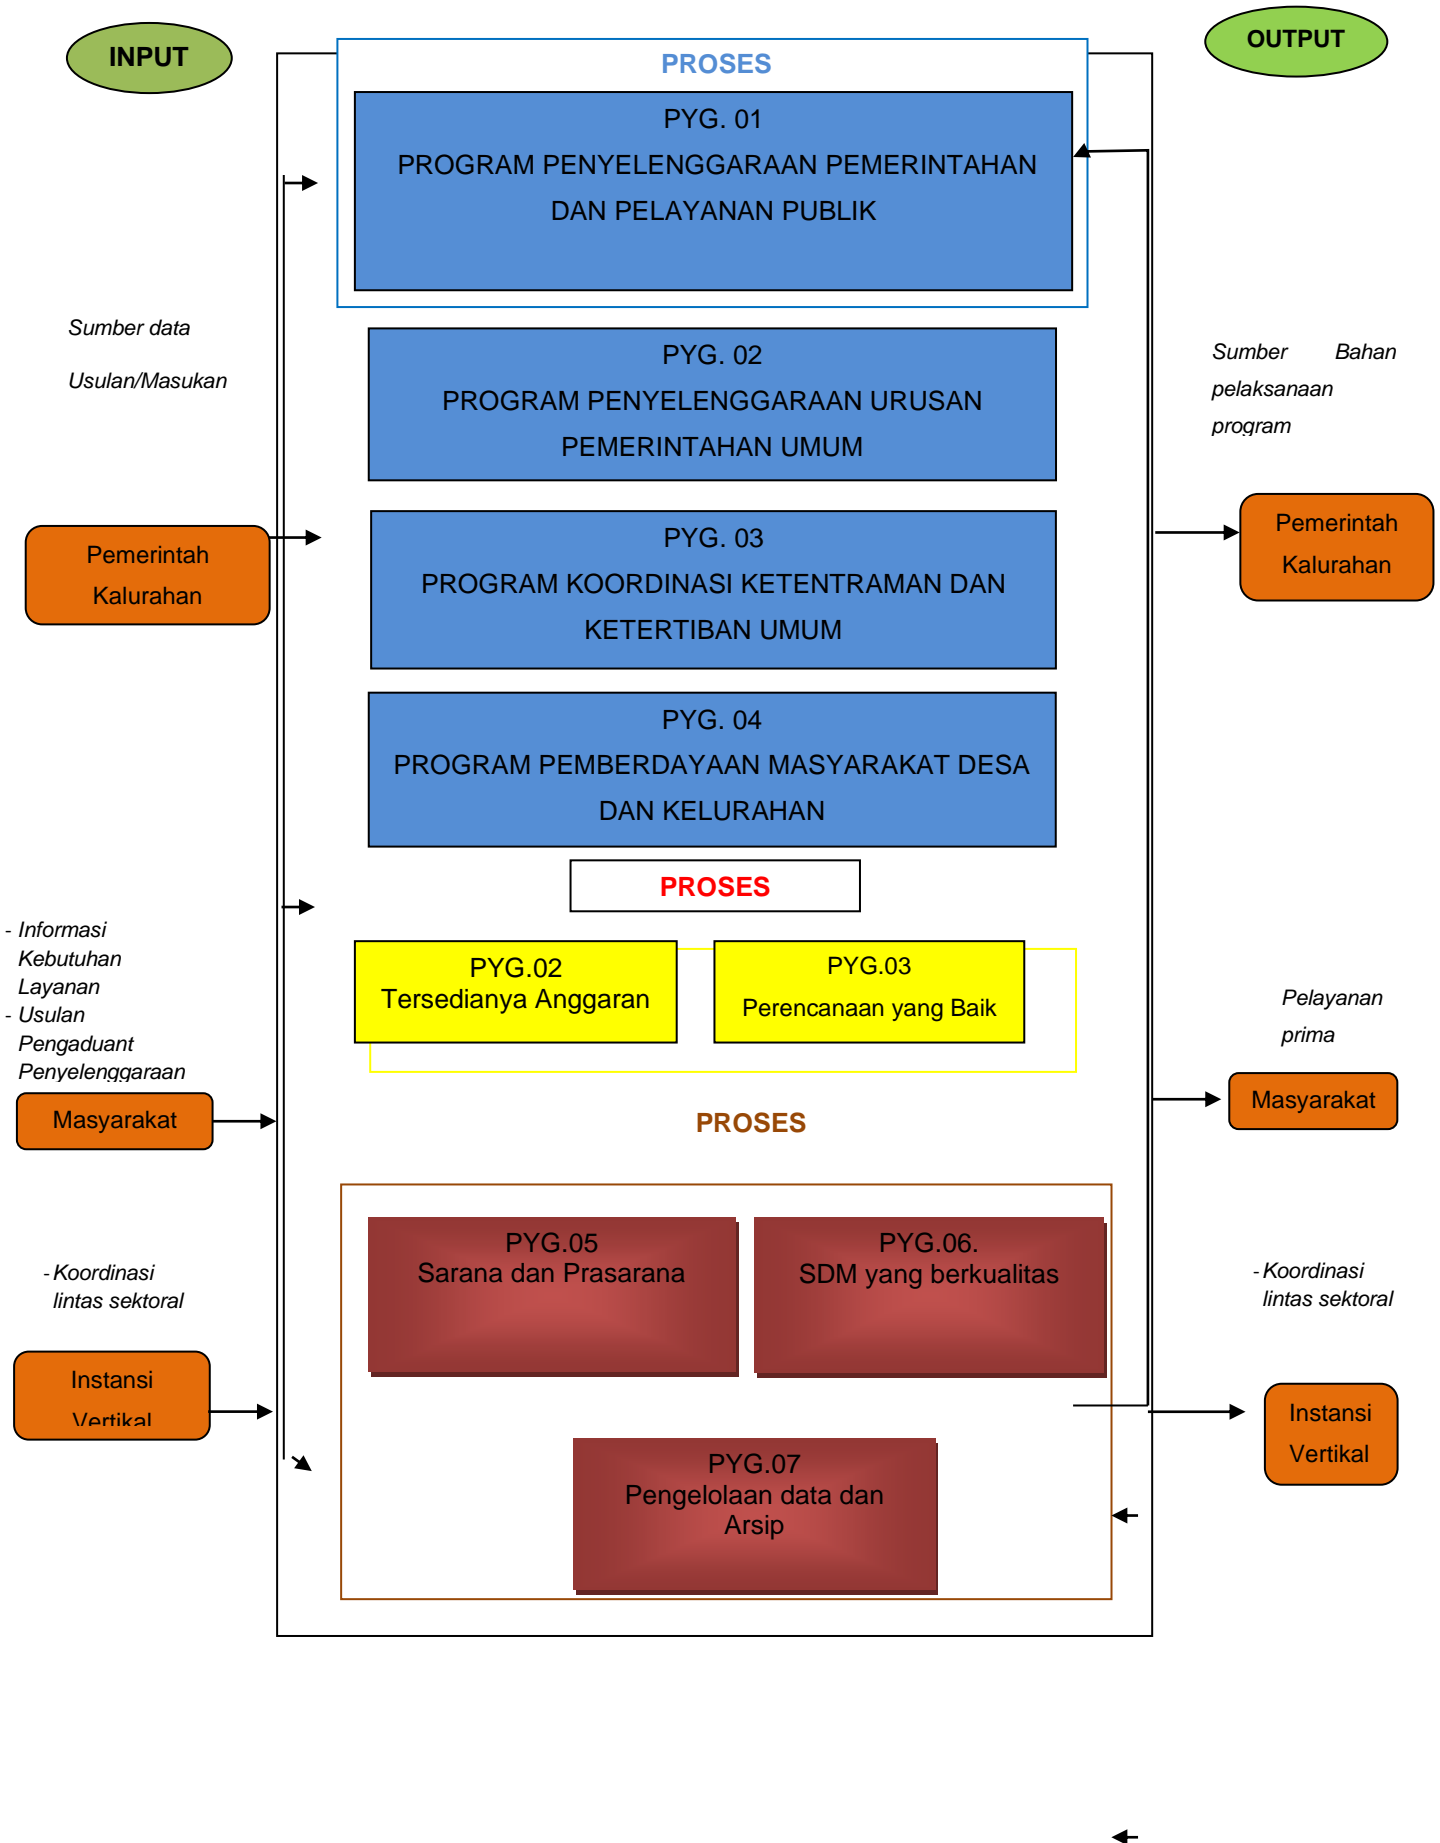 INPUT
OUTPUT
PROSES
PYG. 01
PROGRAM PENYELENGGARAAN PEMERINTAHAN
DAN PELAYANAN PUBLIK
Sumber data
Usulan/Masukan
PYG. 02
PROGRAM PENYELENGGARAAN URUSAN
PEMERINTAHAN UMUM
Sumber Bahan
pelaksanaan
program
Pemerintah
Kalurahan
PYG. 03
PROGRAM KOORDINASI KETENTRAMAN DAN
KETERTIBAN UMUM
Pemerintah
Kalurahan
PYG. 04
PROGRAM PEMBERDAYAAN MASYARAKAT DESA
DAN KELURAHAN
PROSES
- Informasi
Kebutuhan
Layanan
- Usulan
Pengaduant
Penyelenggaraan
Masyarakat
PYG.02
Tersedianya Anggaran
PYG.03
Perencanaan yang Baik
Pelayanan
prima
Masyarakat
PROSES
- Koordinasi
lintas sektoral
Instansi
Vertikal
PYG.05
Sarana dan Prasarana
PYG.06.
SDM yang berkualitas
PYG.07
Pengelolaan data dan
Arsip
- Koordinasi
lintas sektoral
Instansi
Vertikal